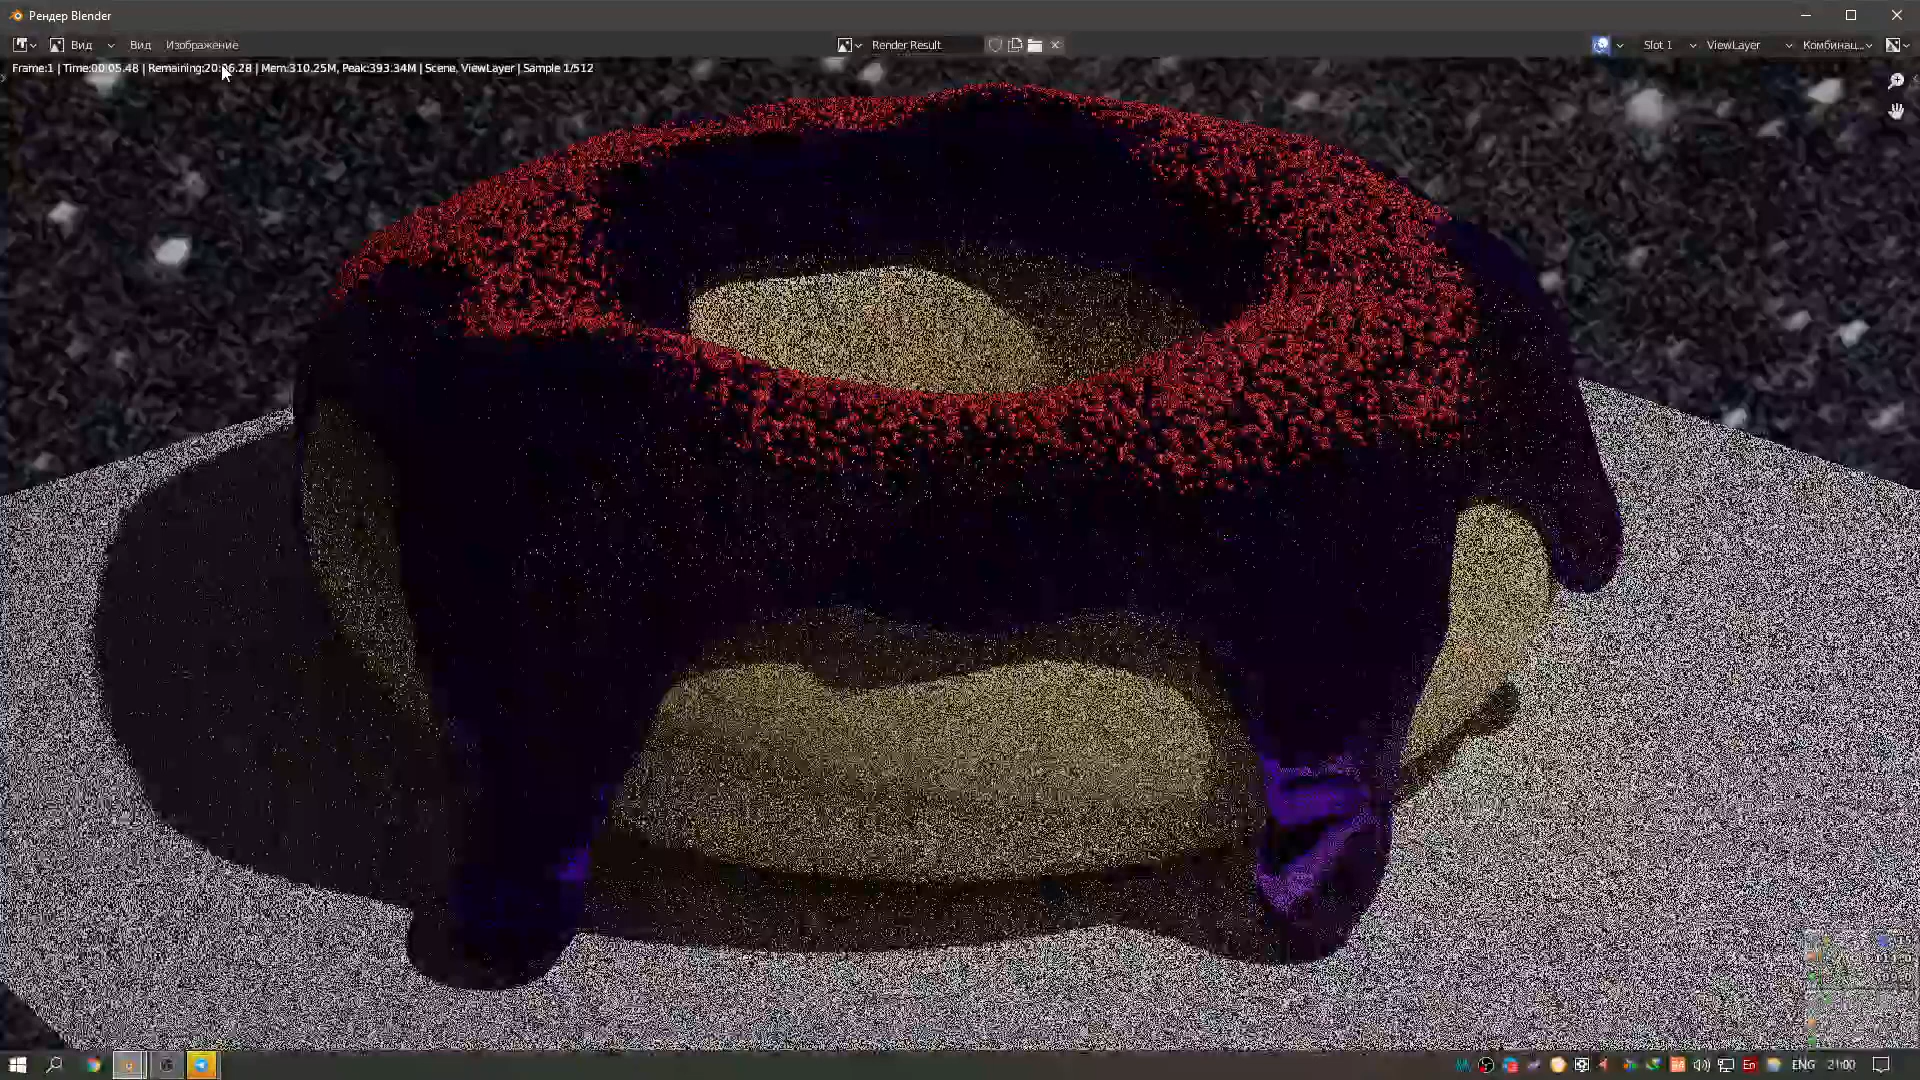 Рендер Blender
Вид Вид Изображение Render Result Slot 1 ViewLayer Комбинац...
Frame:1 | Time:00:05.48 | Remaining:20:06.28 | Mem:310.25M, Peak:393.34M | Scene, ViewLayer | Sample 1/512
En ENG 21:00